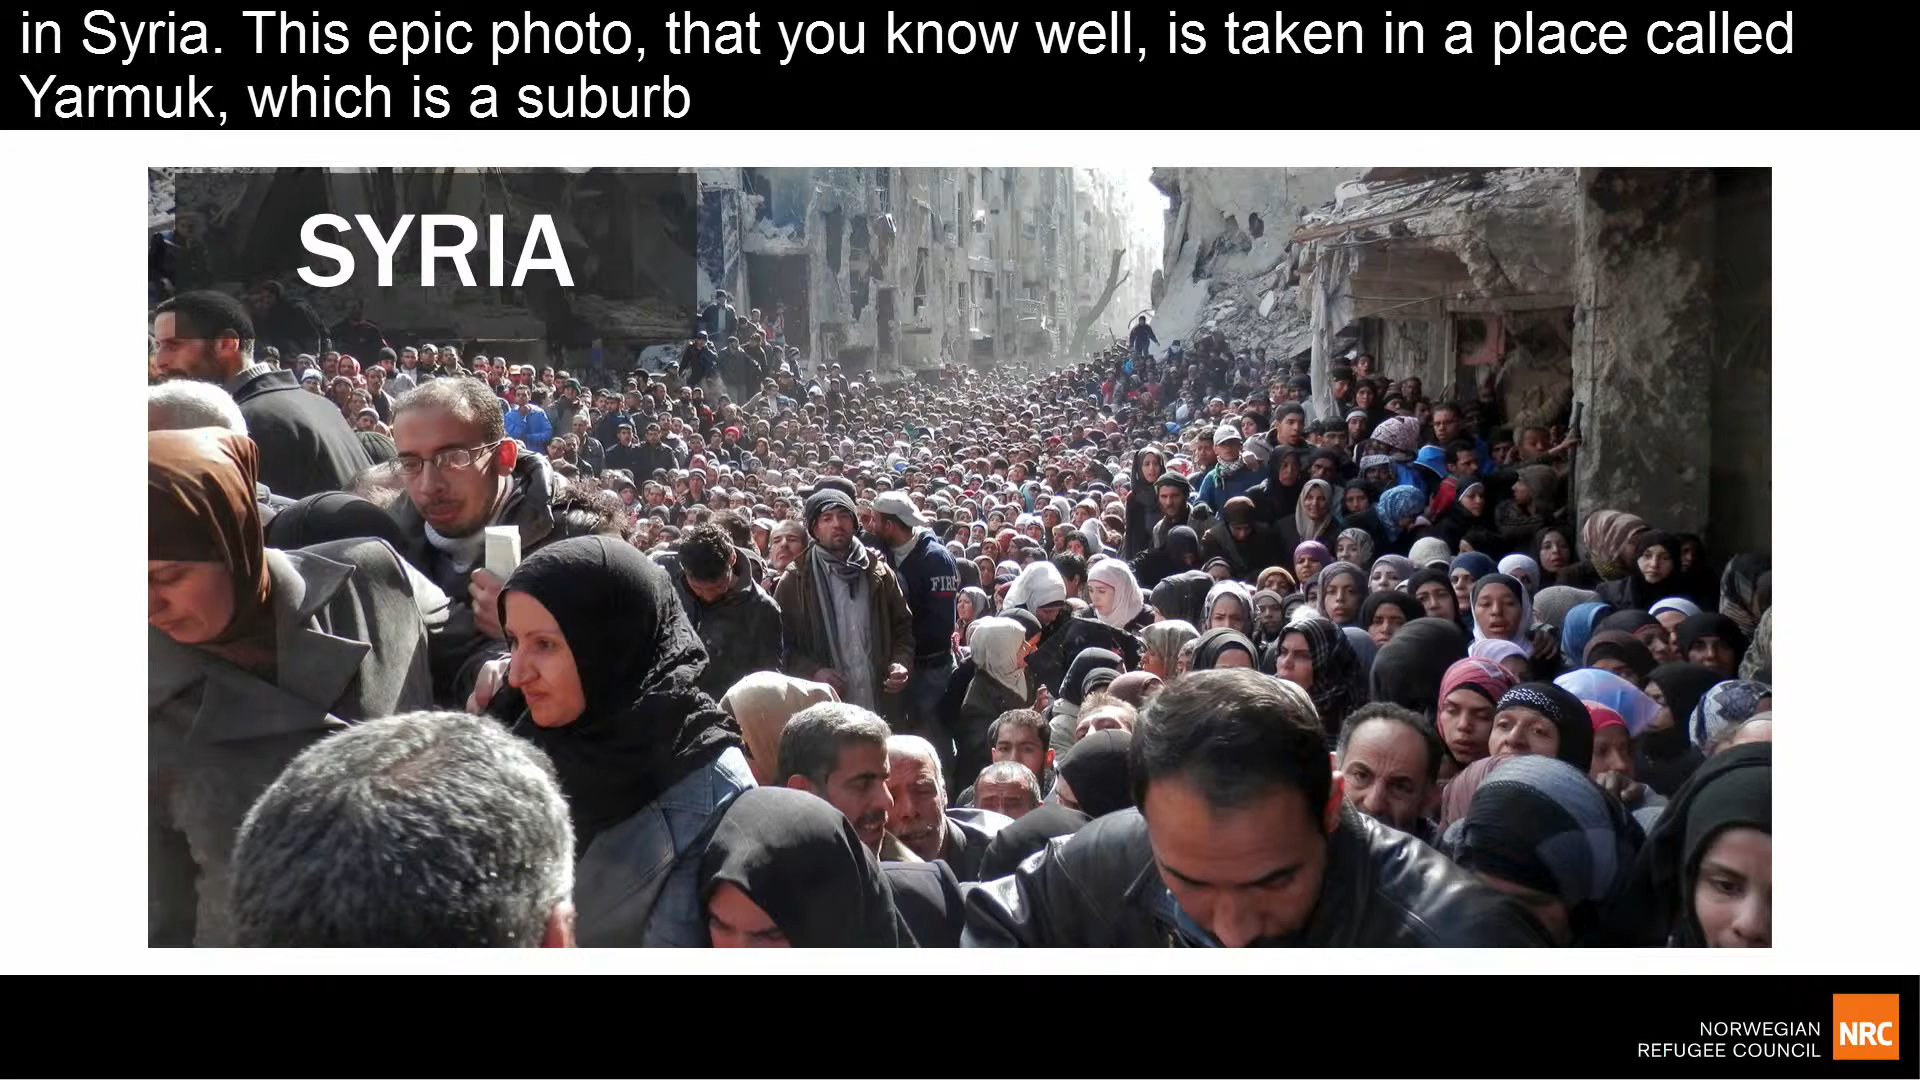 in Syria. This epic photo, that you know well, is taken in a place called
Yarmuk, which is a suburb
SYRIA
FIRE
NORWEGIAN
REFUGEE COUNCIL
NRC